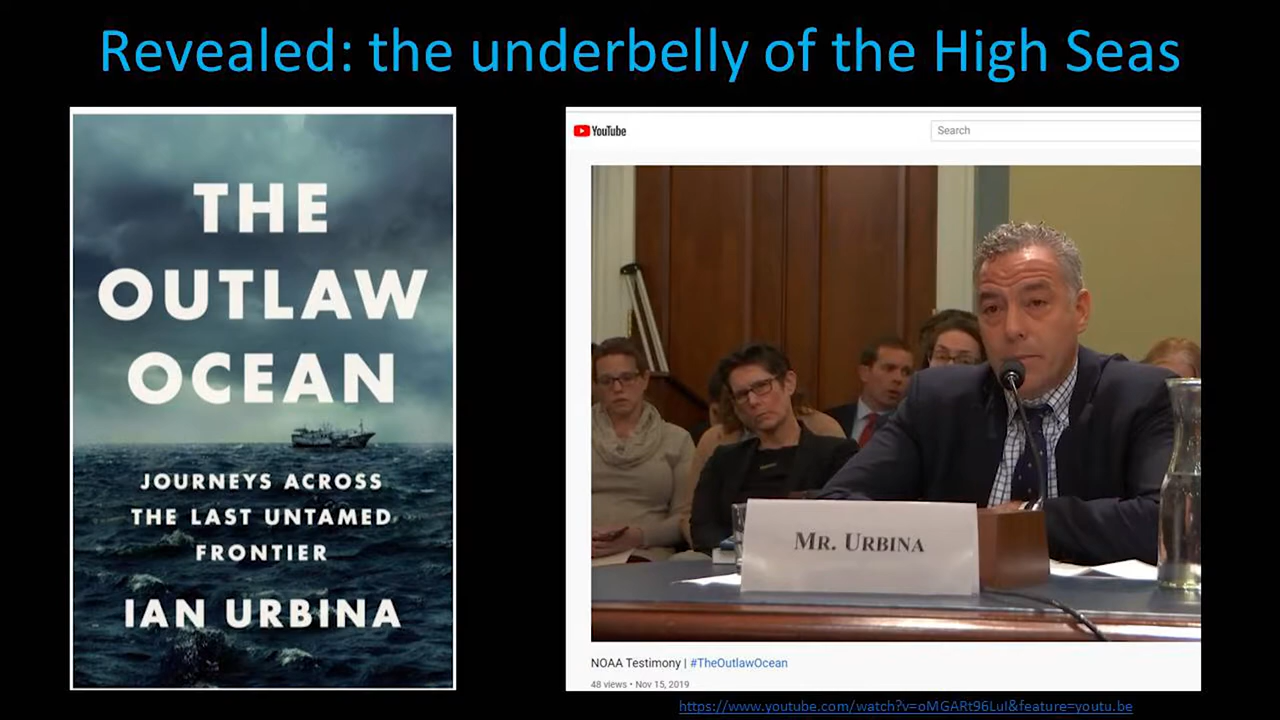 Revealed: the underbelly of the High Seas
THE
OUTLAW
OCEAN
JOURNEYS ACROSS
THE LAST UNTAMED
FRONTIER
IAN URBINA
YouTube
Search
MR. URBINA
NOAA Testimony | #TheOutlawOcean
48 views • Nov 15, 2019
https://www.youtube.com/watch?v=oMGARt96LuI&feature=youtu.be